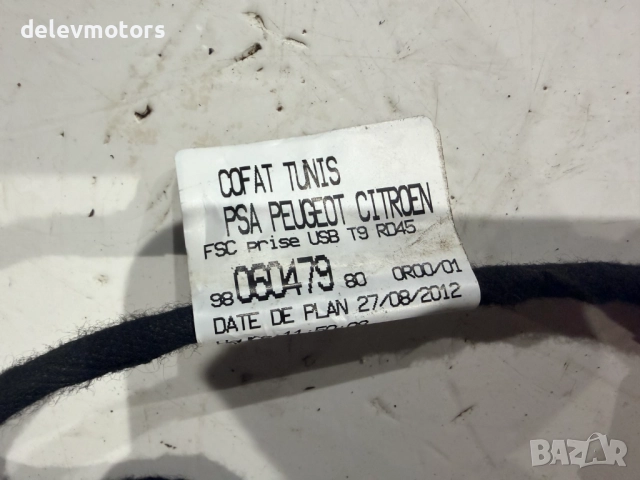 delevmotors
COFAT TUNIS
PSA PEUGEOT CITROEN
FSC prise USB T9 RD45
98 060479 80 0R00/01
DATE DE PLAN 27/08/2012
BAZAR